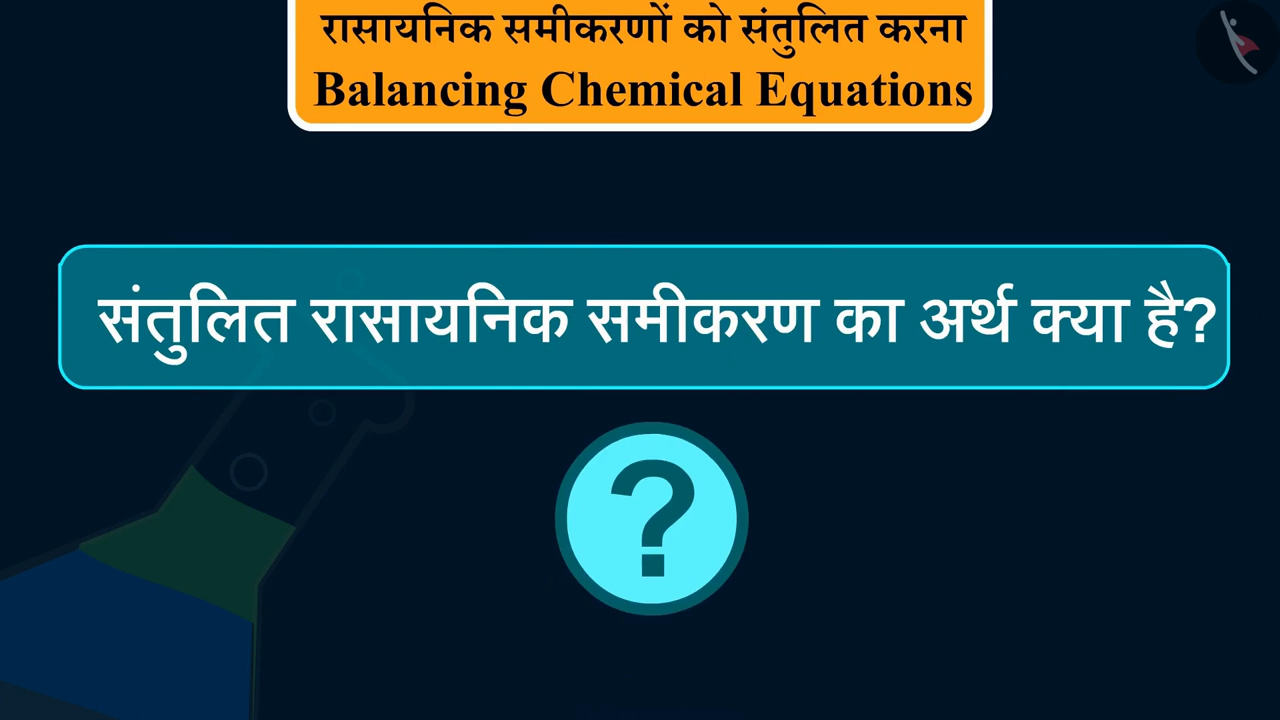 रासायनिक समीकरणों को संतुलित करना
Balancing Chemical Equations
संतुलित रासायनिक समीकरण का अर्थ क्या है?
?